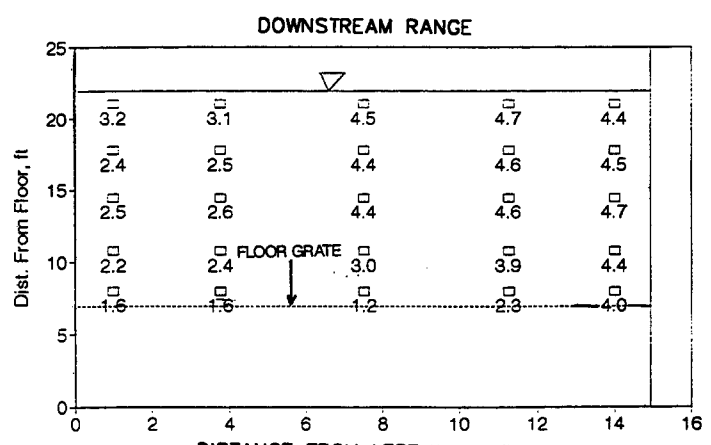 DOWNSTREAM RANGE
25
20
15
10
5
0
Dist. From Floor, ft
3.2 3.1 4.5 4.7 4.4
2.4 2.5 4.4 4.6 4.5
2.5 2.6 4.4 4.6 4.7
FLOOR GRATE
2.2 2.4 3.0 3.9 4.4
1.6 1.6 1.2 2.3 4.0
0 2 4 6 8 10 12 14 16
DISTANCE FROM LEFT